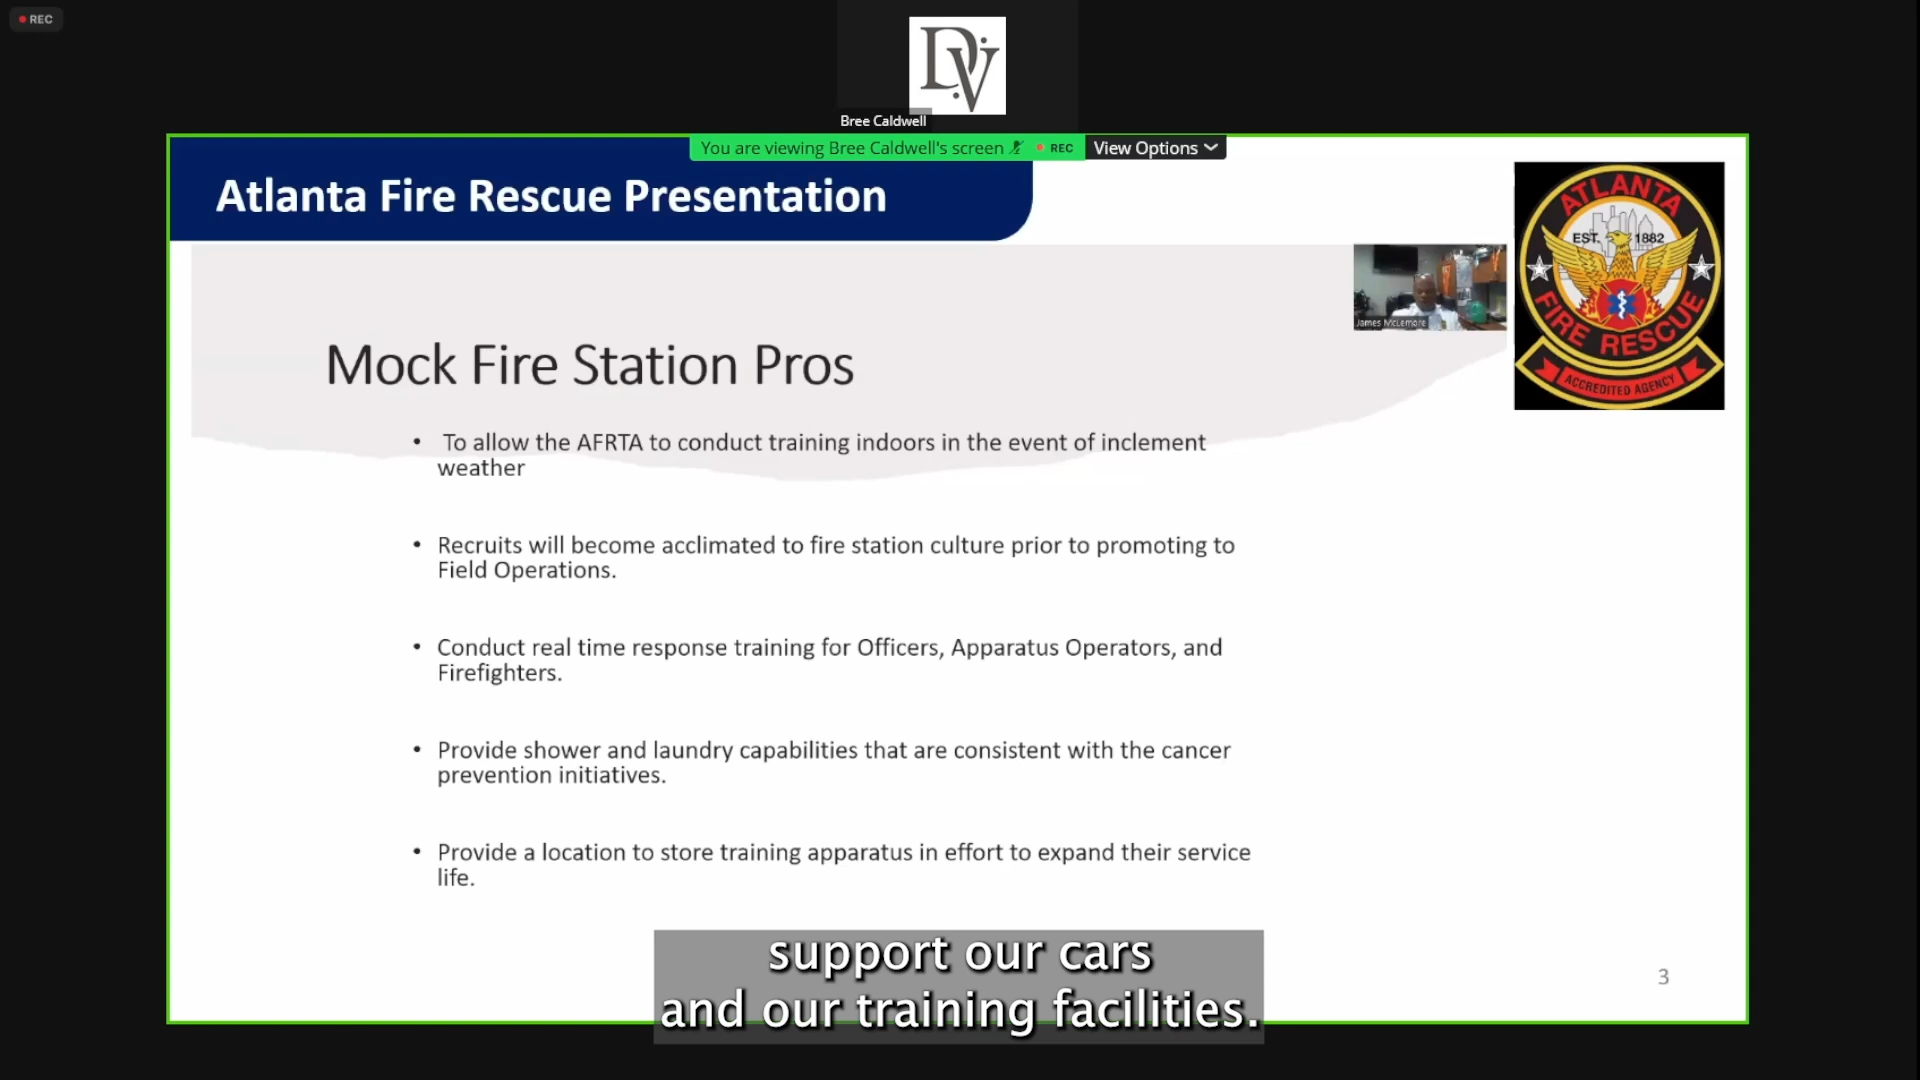 REC
DV
Bree Caldwell
You are viewing Bree Caldwell's screen REC View Options
Atlanta Fire Rescue Presentation
ATLANTA
EST. 1882
FIRE RESCUE
ACCREDITED AGENCY
James McLemore
Mock Fire Station Pros
• To allow the AFRTA to conduct training indoors in the event of inclement
weather
• Recruits will become acclimated to fire station culture prior to promoting to
Field Operations.
• Conduct real time response training for Officers, Apparatus Operators, and
Firefighters.
• Provide shower and laundry capabilities that are consistent with the cancer
prevention initiatives.
• Provide a location to store training apparatus in effort to expand their service
life.
support our cars
and our training facilities.
3